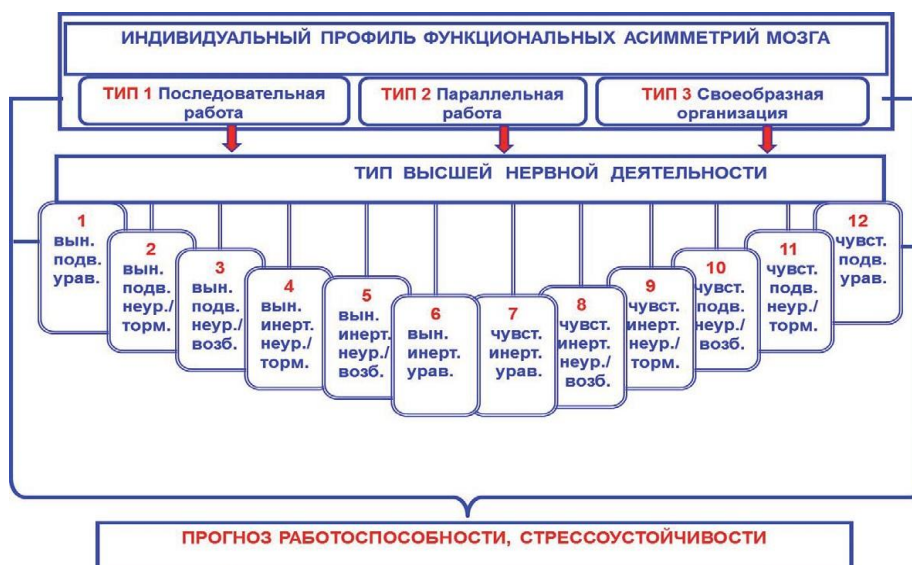 ИНДИВИДУАЛЬНЫЙ ПРОФИЛЬ ФУНКЦИОНАЛЬНЫХ АСИММЕТРИЙ МОЗГА
ТИП 1 Последовательная
работа
ТИП 2 Параллельная
работа
ТИП 3 Своеобразная
организация
ТИП ВЫСШЕЙ НЕРВНОЙ ДЕЯТЕЛЬНОСТИ
1
вын.
подв.
урав.
2
вын.
подв.
неур./
торм.
3
вын.
подв.
неур./
возб.
4
вын.
инерт.
неур./
торм.
5
вын.
инерт.
неур./
возб.
6
вын.
инерт.
урав.
7
чувст.
инерт.
урав.
8
чувст.
инерт.
неур./
возб.
9
чувст.
инерт.
неур./
торм.
10
чувст.
подв.
неур./
возб.
11
чувст.
подв.
неур./
торм.
12
чувст.
подв.
урав.
ПРОГНОЗ РАБОТОСПОСОБНОСТИ, СТРЕССОУСТОЙЧИВОСТИ